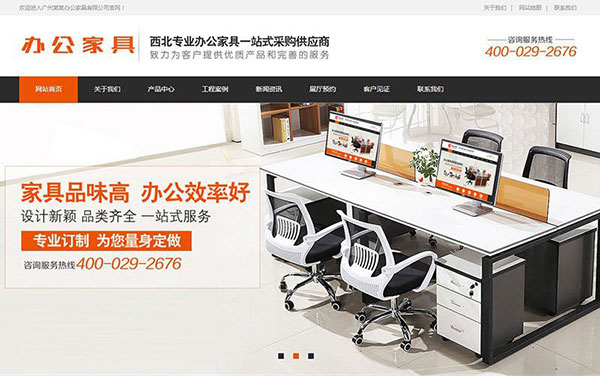 欢迎进入广州某某办公家具有限公司官网！
关于我们 | 网站地图 | 联系我们
办公家具
西北专业办公家具一站式采购供应商
致力为客户提供优质产品和完善的服务
咨询服务热线
400-029-2676
网站首页 关于我们 产品中心 工程案例 新闻资讯 展厅预约 客户见证 联系我们
家具品味高 办公效率好
设计新颖 品类齐全 一站式服务
专业订制 为您量身定做
咨询服务热线400-029-2676